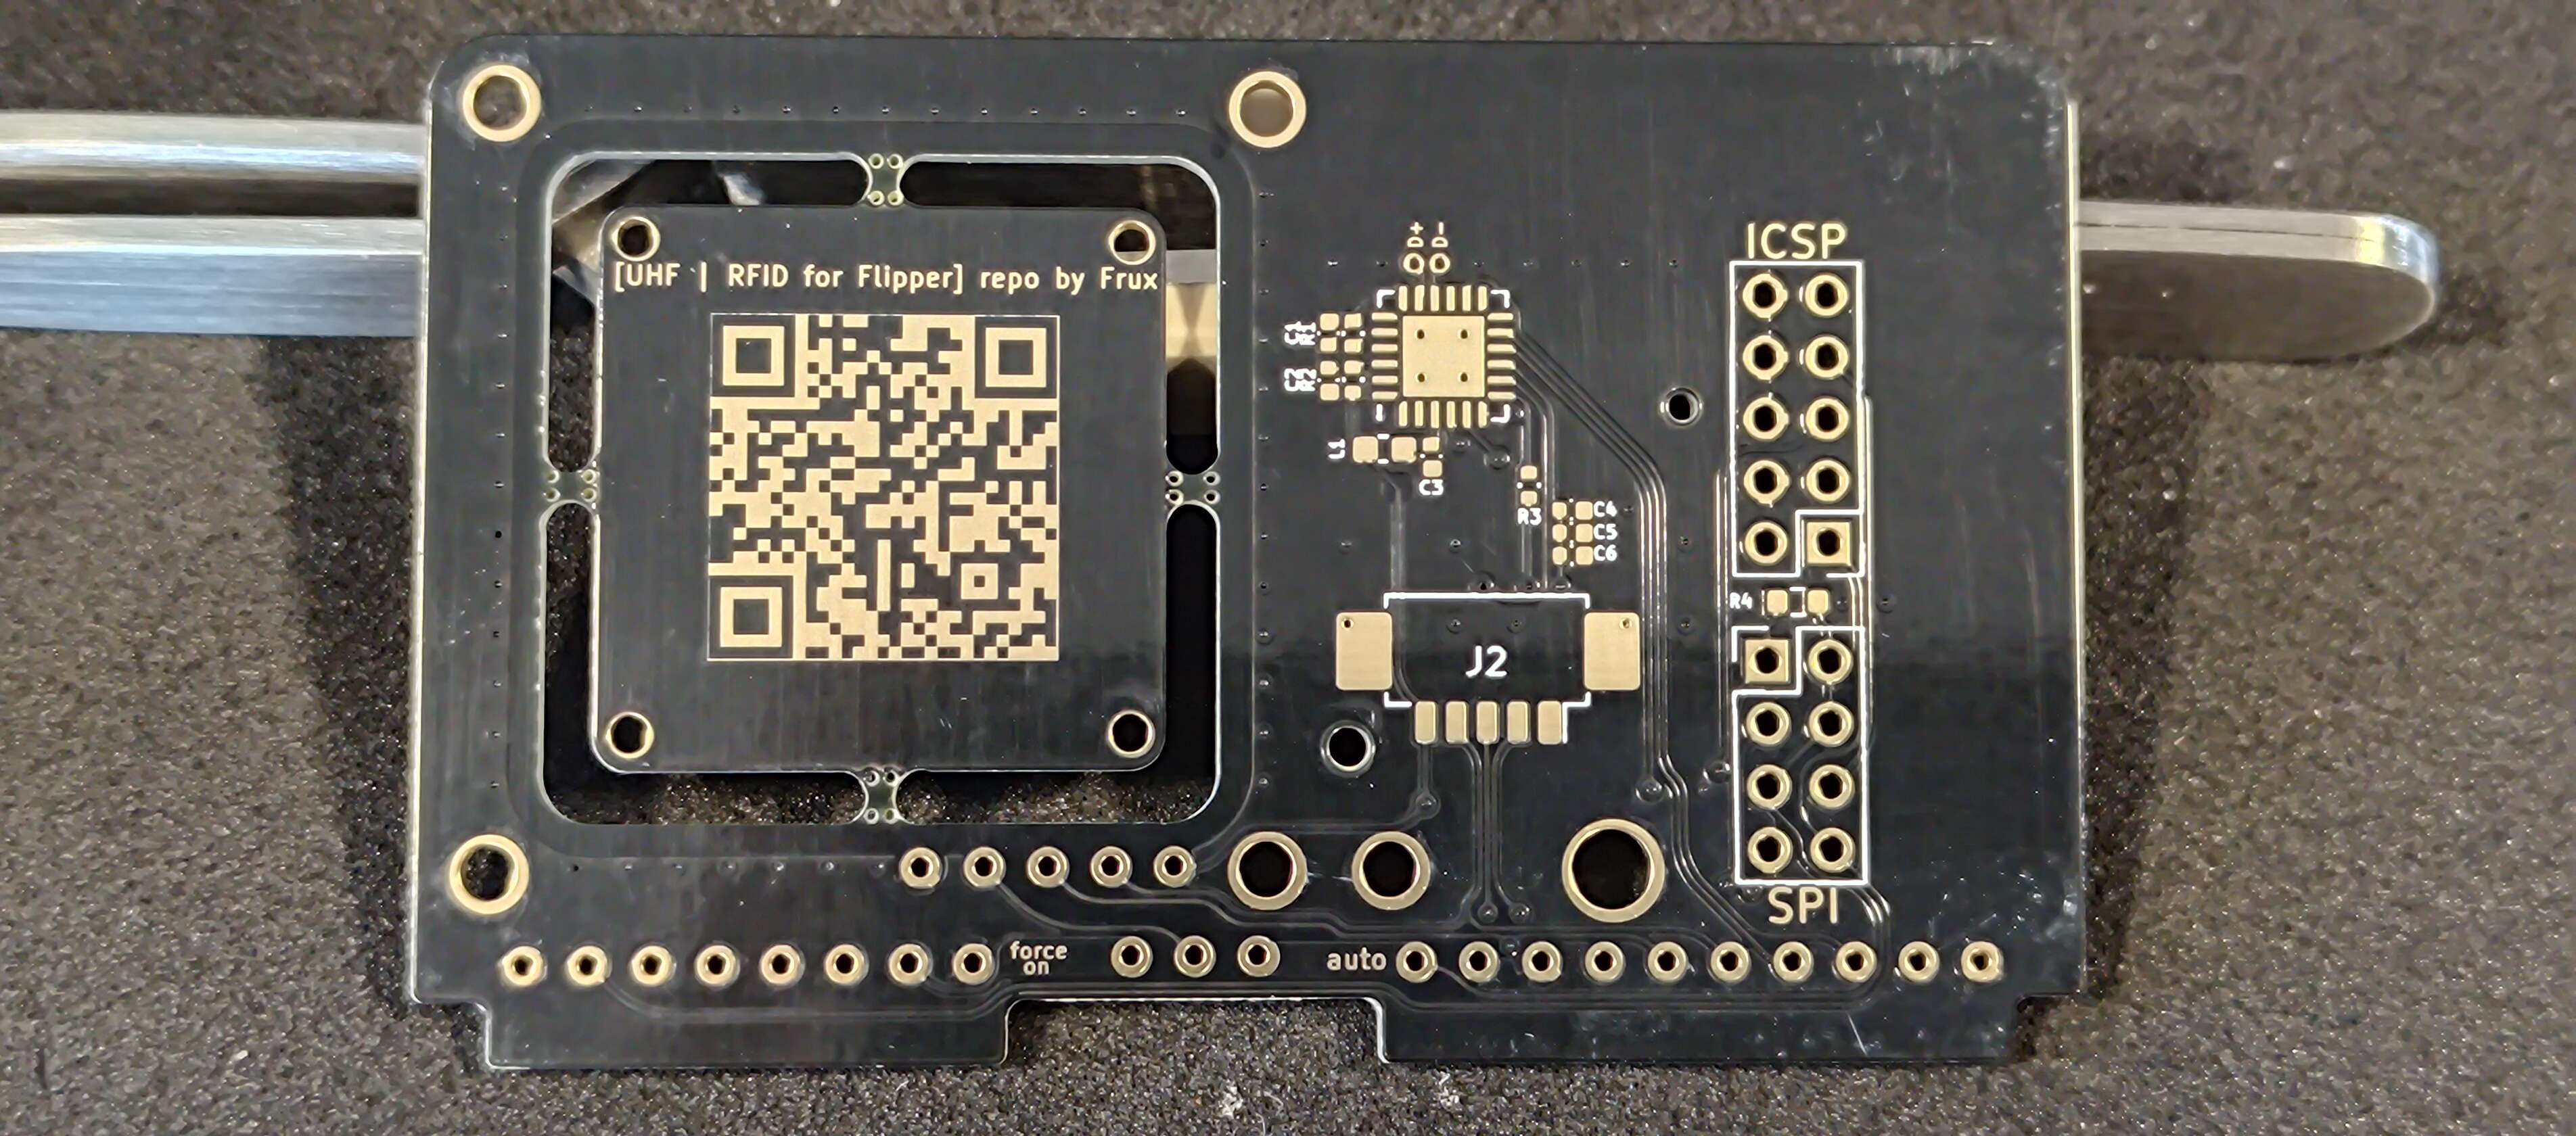 [UHF | RFID for Flipper] repo by Frux
+ -
ICSP
L1
C3
R3
C4
C5
C6
R4
J2
SPI
force
on
auto